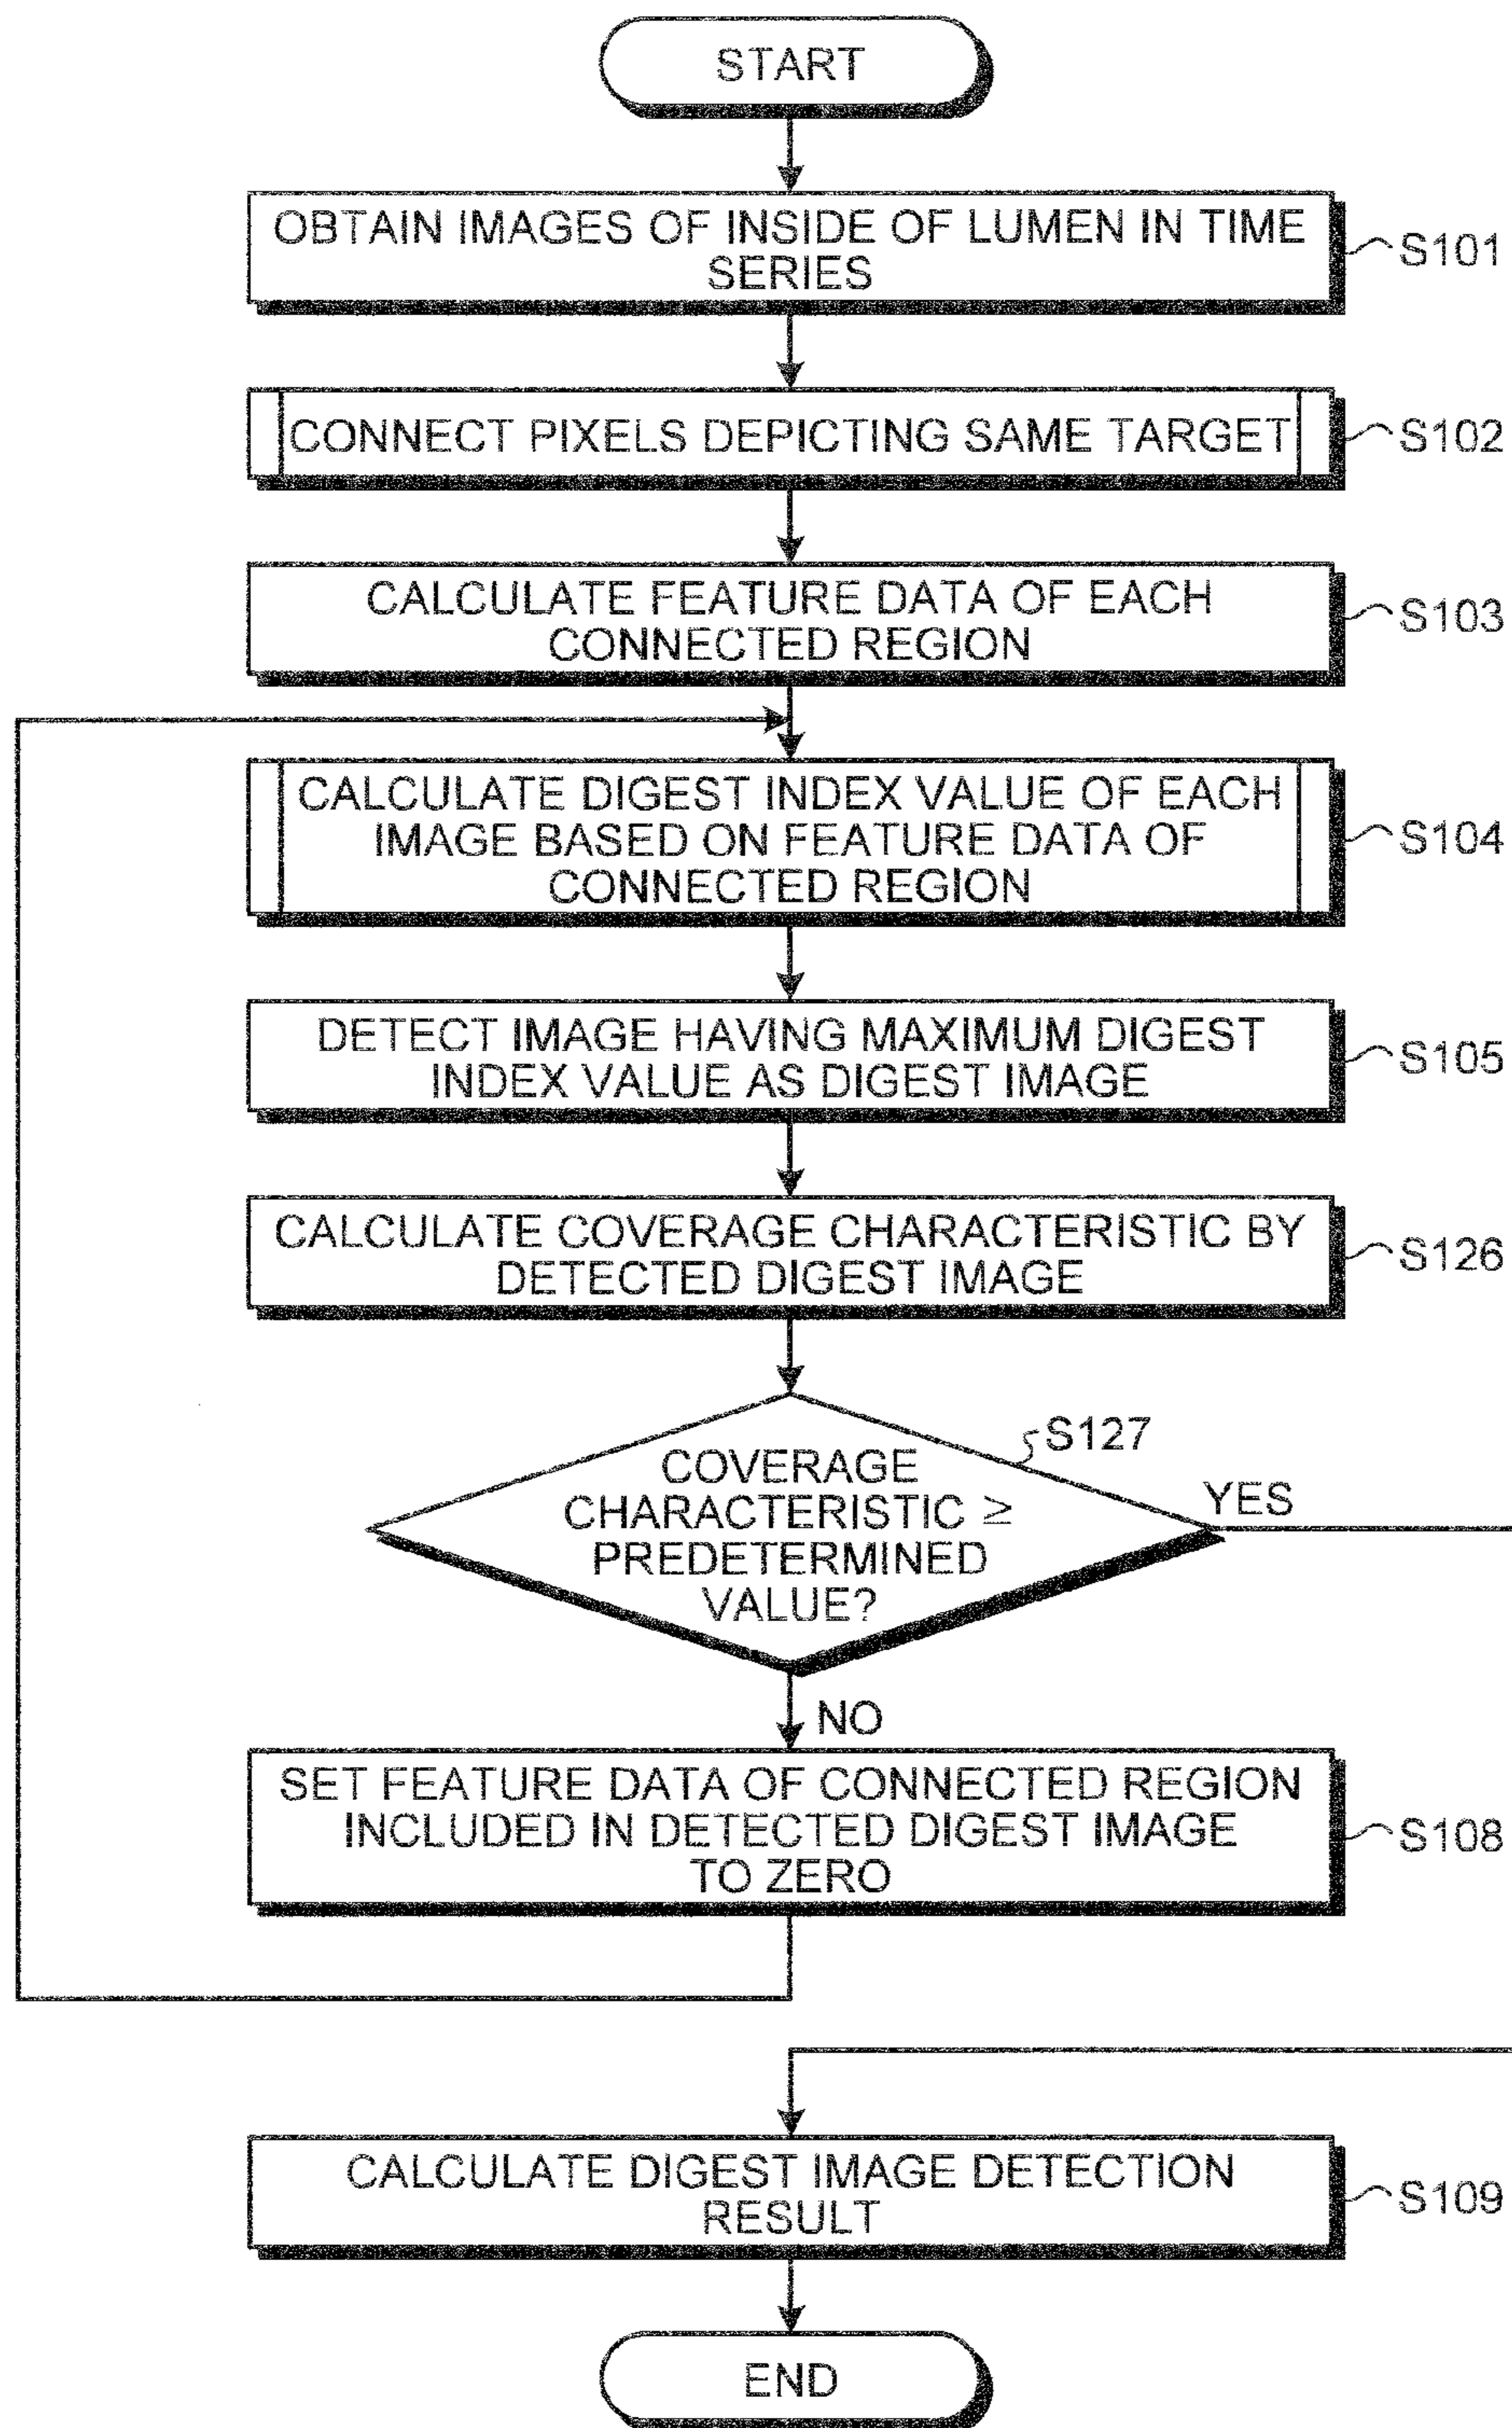 START
OBTAIN IMAGES OF INSIDE OF LUMEN IN TIME
SERIES
S101
CONNECT PIXELS DEPICTING SAME TARGET
S102
CALCULATE FEATURE DATA OF EACH
CONNECTED REGION
S103
CALCULATE DIGEST INDEX VALUE OF EACH
IMAGE BASED ON FEATURE DATA OF
CONNECTED REGION
S104
DETECT IMAGE HAVING MAXIMUM DIGEST
INDEX VALUE AS DIGEST IMAGE
S105
CALCULATE COVERAGE CHARACTERISTIC BY
DETECTED DIGEST IMAGE
S126
S127
COVERAGE
CHARACTERISTIC ≥
PREDETERMINED
VALUE?
YES
NO
SET FEATURE DATA OF CONNECTED REGION
INCLUDED IN DETECTED DIGEST IMAGE
TO ZERO
S108
CALCULATE DIGEST IMAGE DETECTION
RESULT
S109
END